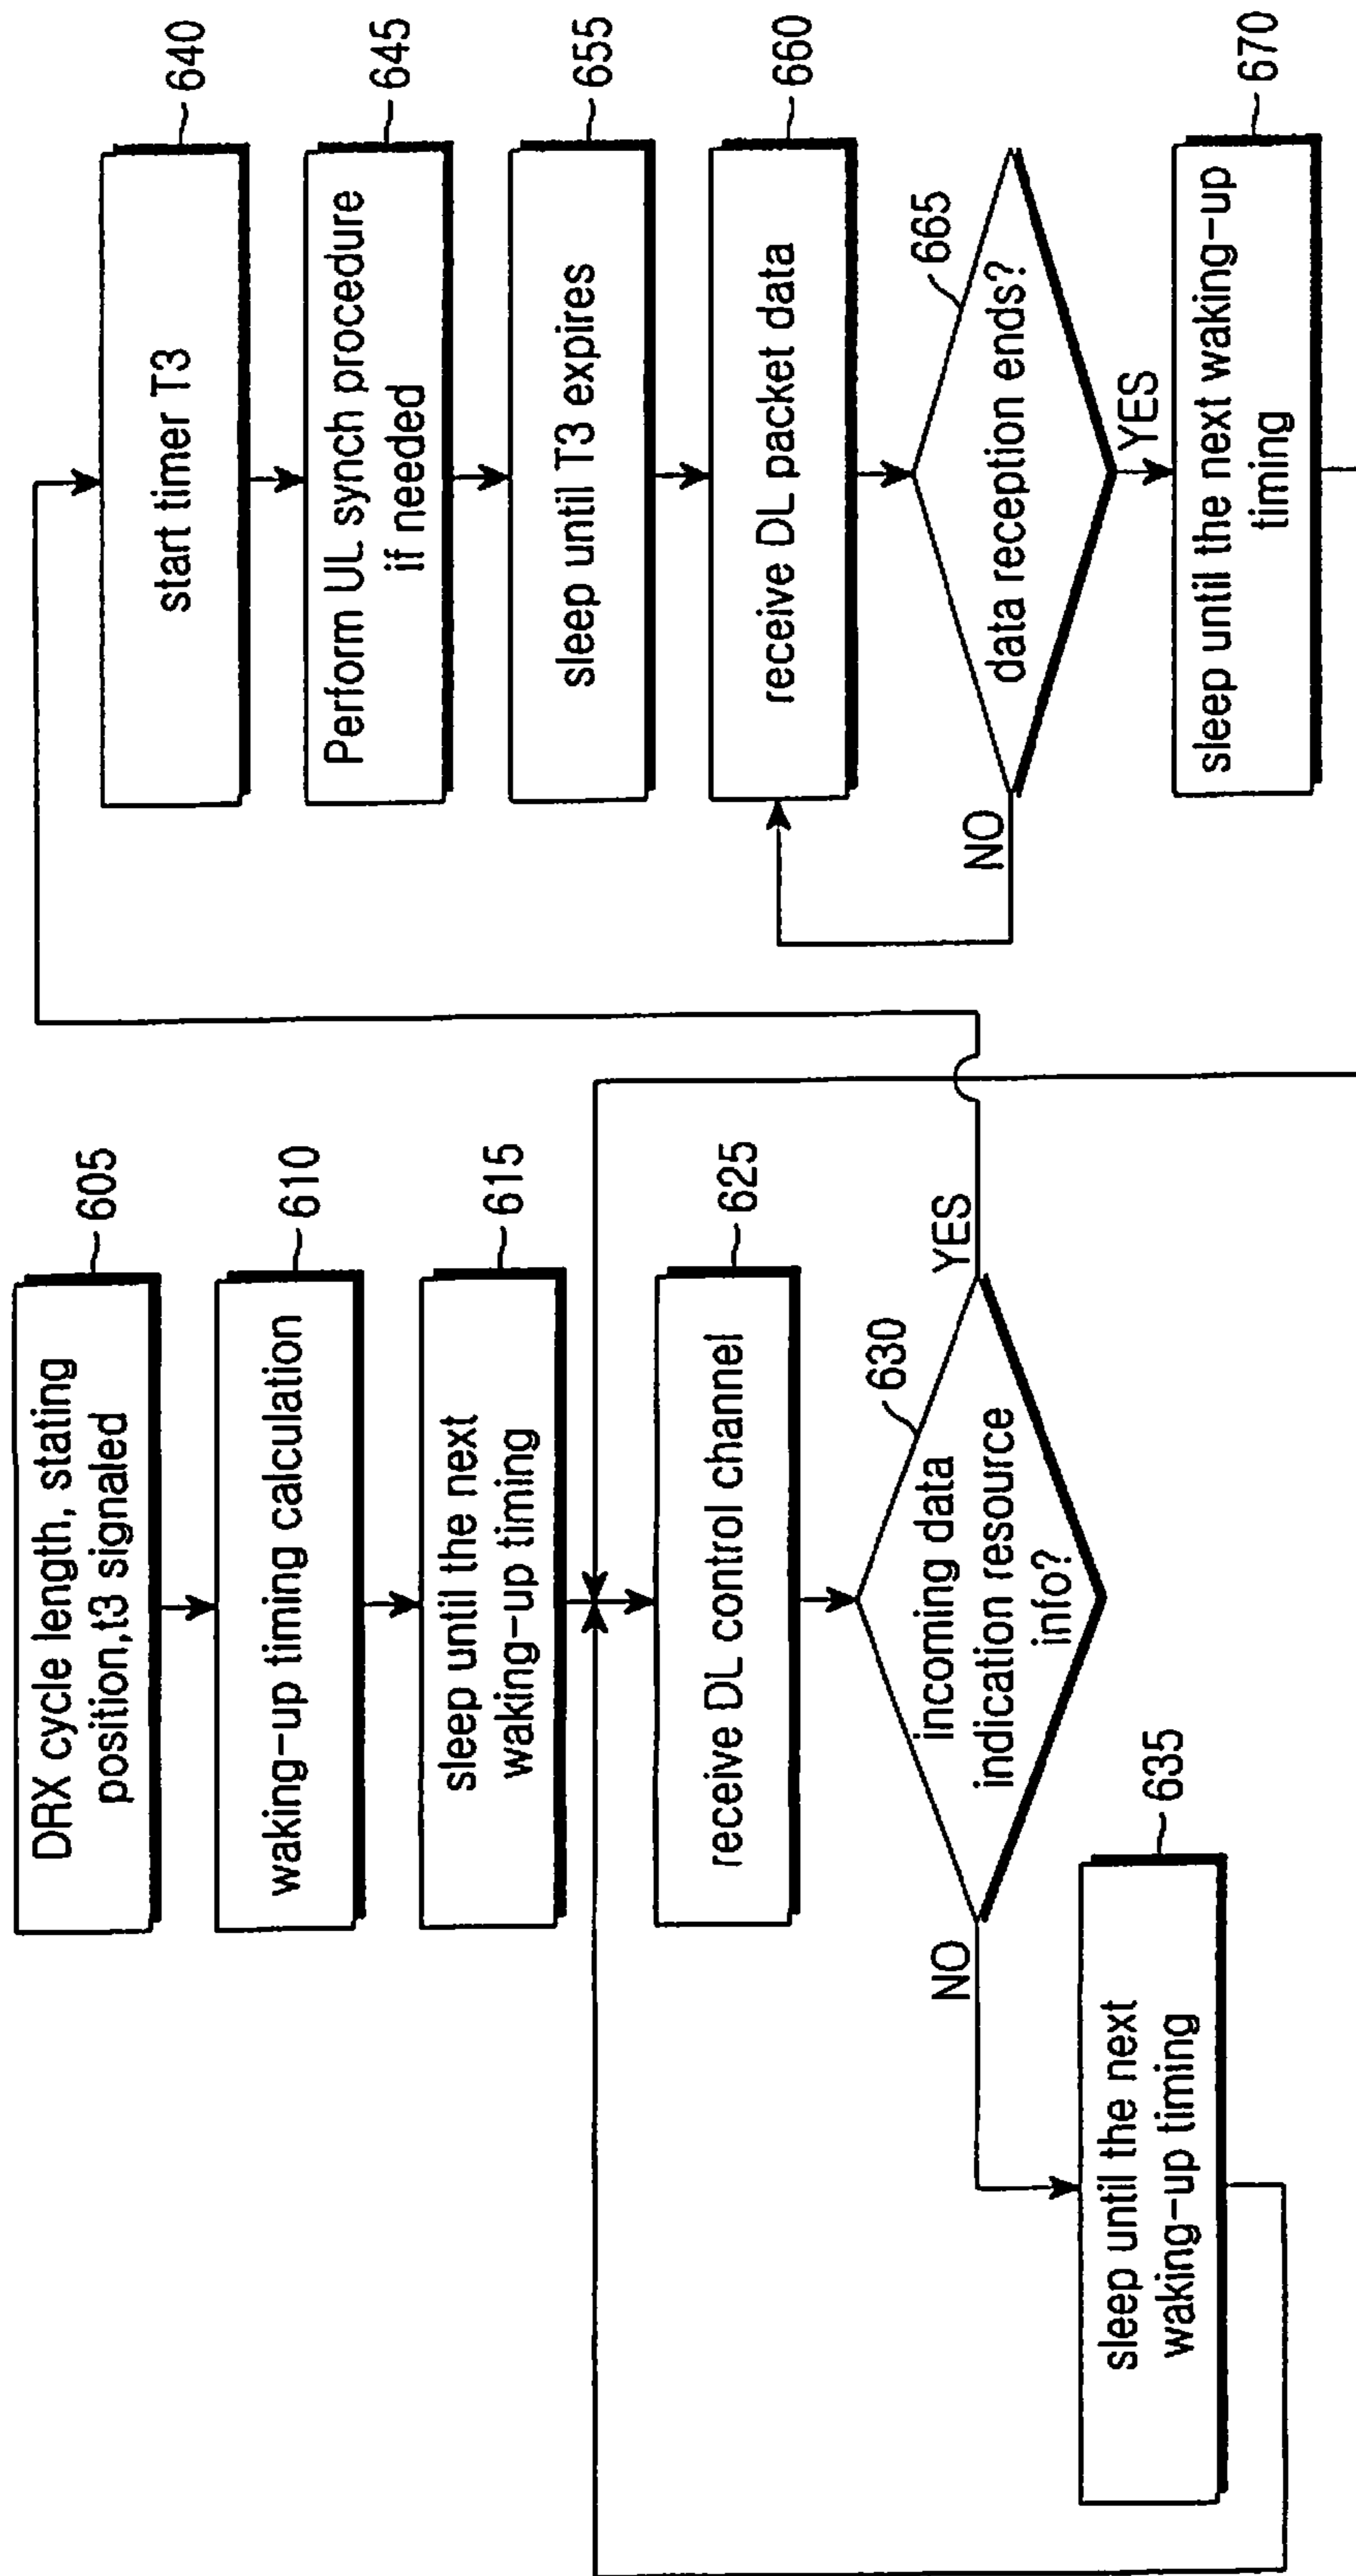 DRX cycle length, stating
position,t3 signaled
605
waking-up timing calculation
610
sleep until the next
waking-up timing
615
receive DL control channel
625
incoming data
indication resource
info?
630
NO
YES
sleep until the next
waking-up timing
635
start timer T3
640
Perform UL synch procedure
if needed
645
sleep until T3 expires
655
receive DL packet data
660
data reception ends?
665
NO
YES
sleep until the next waking-up
timing
670